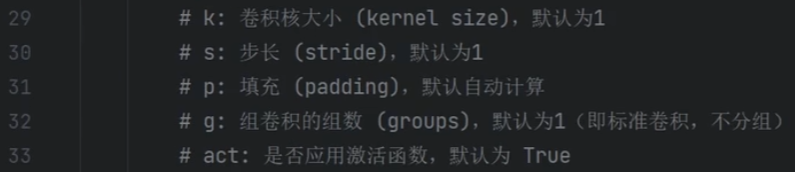 29 # k: 卷积核大小 (kernel size)，默认为1
30 # s: 步长 (stride)，默认为1
31 # p: 填充 (padding)，默认自动计算
32 # g: 组卷积的组数 (groups)，默认为1（即标准卷积，不分组）
33 # act: 是否应用激活函数，默认为 True